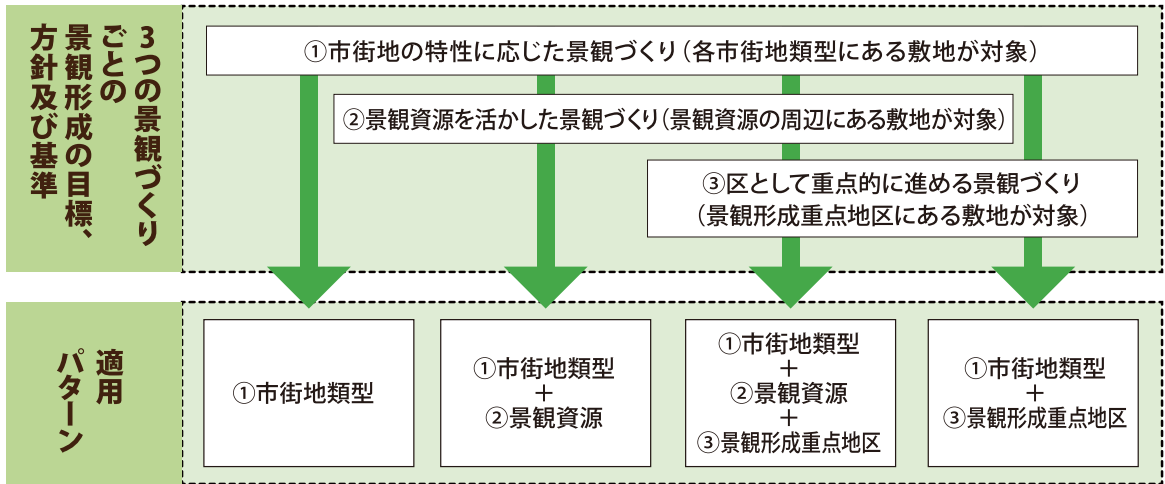 3つの景観づくり
ごとの
景観形成の目標、
方針及び基準
①市街地の特性に応じた景観づくり（各市街地類型にある敷地が対象）
②景観資源を活かした景観づくり（景観資源の周辺にある敷地が対象）
③区として重点的に進める景観づくり
（景観形成重点地区にある敷地が対象）
適用
パターン
①市街地類型
①市街地類型
+
②景観資源
①市街地類型
+
②景観資源
+
③景観形成重点地区
①市街地類型
+
③景観形成重点地区